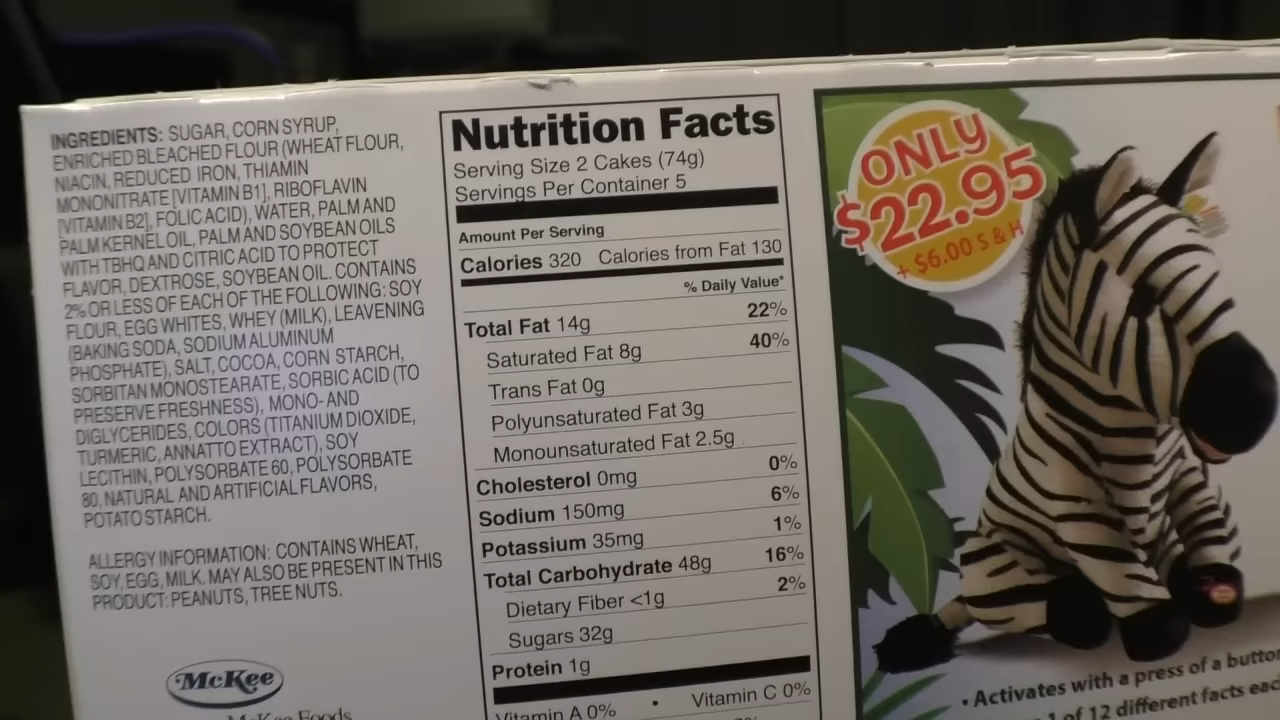 INGREDIENTS: SUGAR, CORN SYRUP,
ENRICHED BLEACHED FLOUR (WHEAT FLOUR,
NIACIN, REDUCED IRON, THIAMIN
MONONITRATE [VITAMIN B1], RIBOFLAVIN
[VITAMIN B2], FOLIC ACID), WATER, PALM AND
PALM KERNEL OIL, PALM AND SOYBEAN OILS
WITH TBHQ AND CITRIC ACID TO PROTECT
FLAVOR, DEXTROSE, SOYBEAN OIL. CONTAINS
2% OR LESS OF EACH OF THE FOLLOWING: SOY
FLOUR, EGG WHITES, WHEY (MILK), LEAVENING
(BAKING SODA, SODIUM ALUMINUM
PHOSPHATE), SALT, COCOA, CORN STARCH,
SORBITAN MONOSTEARATE, SORBIC ACID (TO
PRESERVE FRESHNESS), MONO- AND
DIGLYCERIDES, COLORS (TITANIUM DIOXIDE,
TURMERIC, ANNATTO EXTRACT), SOY
LECITHIN, POLYSORBATE 60, POLYSORBATE
80, NATURAL AND ARTIFICIAL FLAVORS,
POTATO STARCH.
ALLERGY INFORMATION: CONTAINS WHEAT,
SOY, EGG, MILK. MAY ALSO BE PRESENT IN THIS
PRODUCT: PEANUTS, TREE NUTS.
McKee
McKee Foods
Nutrition Facts
Serving Size 2 Cakes (74g)
Servings Per Container 5
Amount Per Serving
Calories 320 Calories from Fat 130
% Daily Value*
Total Fat 14g 22%
Saturated Fat 8g 40%
Trans Fat 0g
Polyunsaturated Fat 3g
Monounsaturated Fat 2.5g
Cholesterol 0mg 0%
Sodium 150mg 6%
Potassium 35mg 1%
Total Carbohydrate 48g 16%
Dietary Fiber <1g 2%
Sugars 32g
Protein 1g
Vitamin A 0% • Vitamin C 0%
ONLY
$22.95
+ $6.00 S & H
• Activates with a press of a button
1 of 12 different facts eac